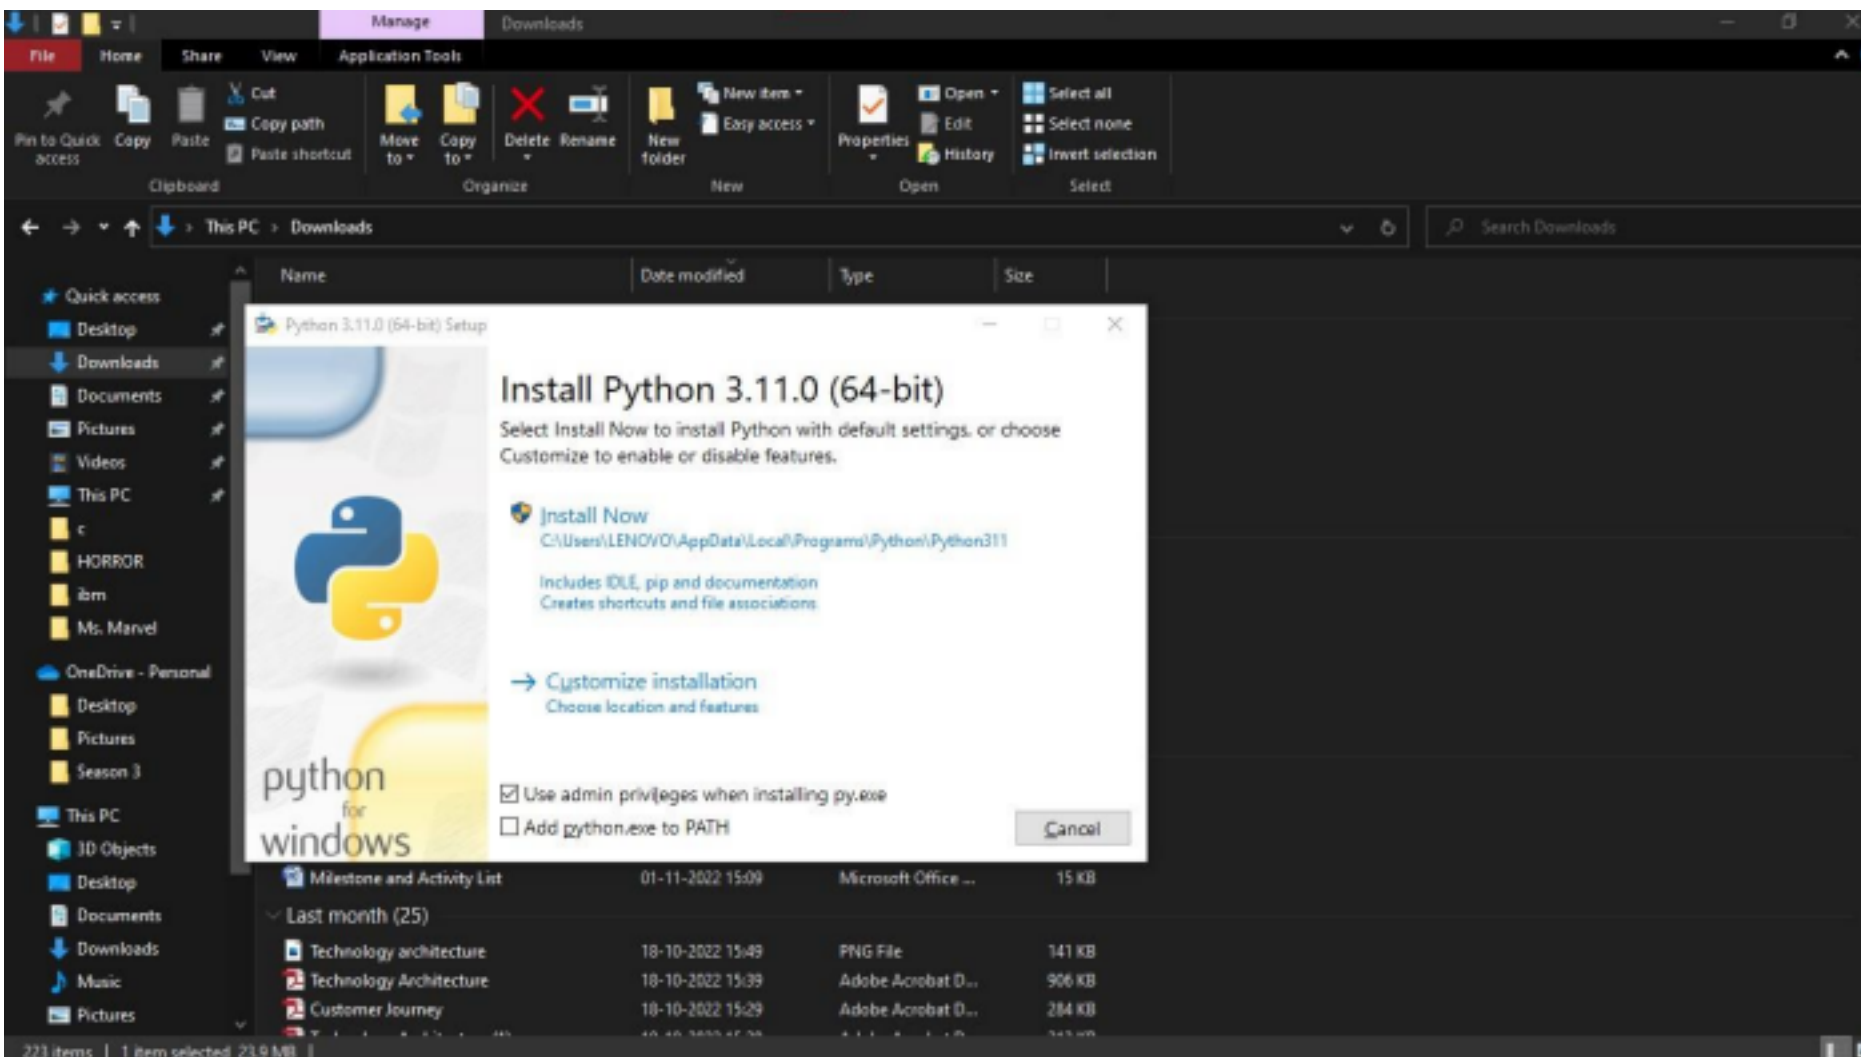 Manage Downloads
File Home Share View Application Tools
Pin to Quick access
Copy
Paste
Cut
Copy path
Paste shortcut
Clipboard
Move to
Copy to
Delete
Rename
Organize
New folder
New item
Easy access
New
Properties
Open
Edit
History
Open
Select all
Select none
Invert selection
Select
This PC > Downloads
Search Downloads
Name Date modified Type Size
Quick access
Desktop
Downloads
Documents
Pictures
Videos
This PC
c
HORROR
ibm
Ms. Marvel
OneDrive - Personal
Desktop
Pictures
Season 3
This PC
3D Objects
Desktop
Documents
Downloads
Music
Pictures
Python 3.11.0 (64-bit) Setup
Install Python 3.11.0 (64-bit)
Select Install Now to install Python with default settings, or choose
Customize to enable or disable features.
Install Now
C:\Users\LENOVO\AppData\Local\Programs\Python\Python311
Includes IDLE, pip and documentation
Creates shortcuts and file associations
Customize installation
Choose location and features
python
for
windows
Use admin privileges when installing py.exe
Add python.exe to PATH
Cancel
Milestone and Activity List 01-11-2022 15:09 Microsoft Office ... 15 KB
Last month (25)
Technology architecture 18-10-2022 15:49 PNG File 141 KB
Technology Architecture 18-10-2022 15:39 Adobe Acrobat D... 906 KB
Customer Journey 18-10-2022 15:29 Adobe Acrobat D... 284 KB
223 items 1 item selected 23.9 MB